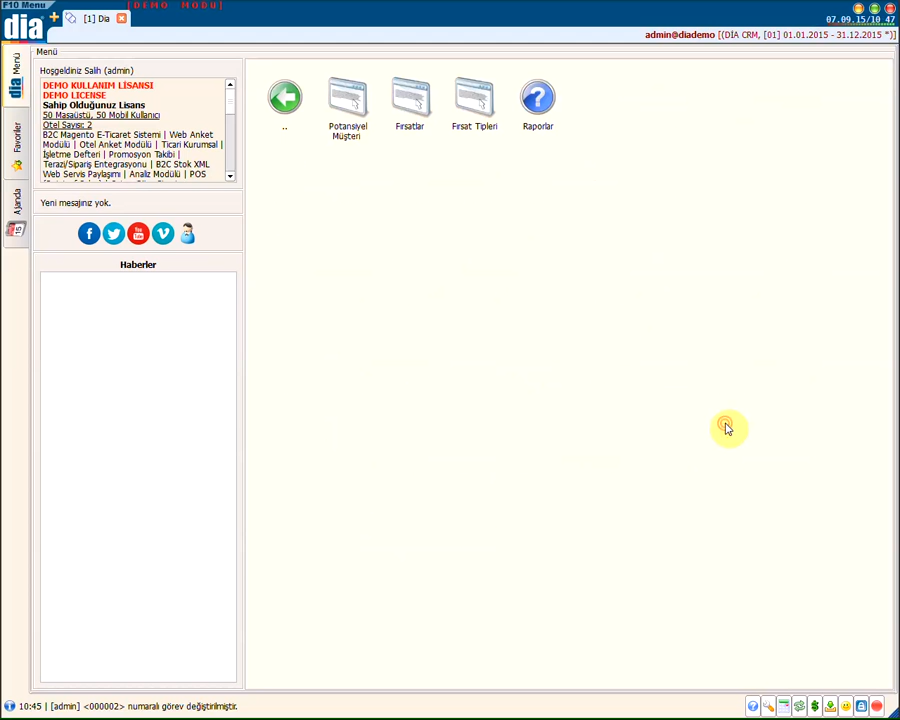 F10 Menu
[DEMO MODU]
dia
[1] Dia
07.09.15/10 47
admin@diademo [(DİA CRM, [01] 01.01.2015 - 31.12.2015 '')]
Menü
Menü
dia
Favoriler
Ajanda
15
Hoşgeldiniz Salih (admin)
DEMO KULLANIM LİSANSI
DEMO LICENSE
Sahip Olduğunuz Lisans
50 Masaüstü, 50 Mobil Kullanıcı
Otel Sayısı: 2
B2C Magento E-Ticaret Sistemi | Web Anket
Modülü | Otel Anket Modülü | Ticari Kurumsal |
İşletme Defteri | Promosyon Takibi |
Terazi/Sipariş Entegrasyonu | B2C Stok XML
Web Servis Paylaşımı | Analiz Modülü | POS
Yeni mesajınız yok.
Haberler
..
Potansiyel
Müşteri
Fırsatlar
Fırsat Tipleri
Raporlar
10:45 | [admin] <000002> numaralı görev değiştirilmiştir.